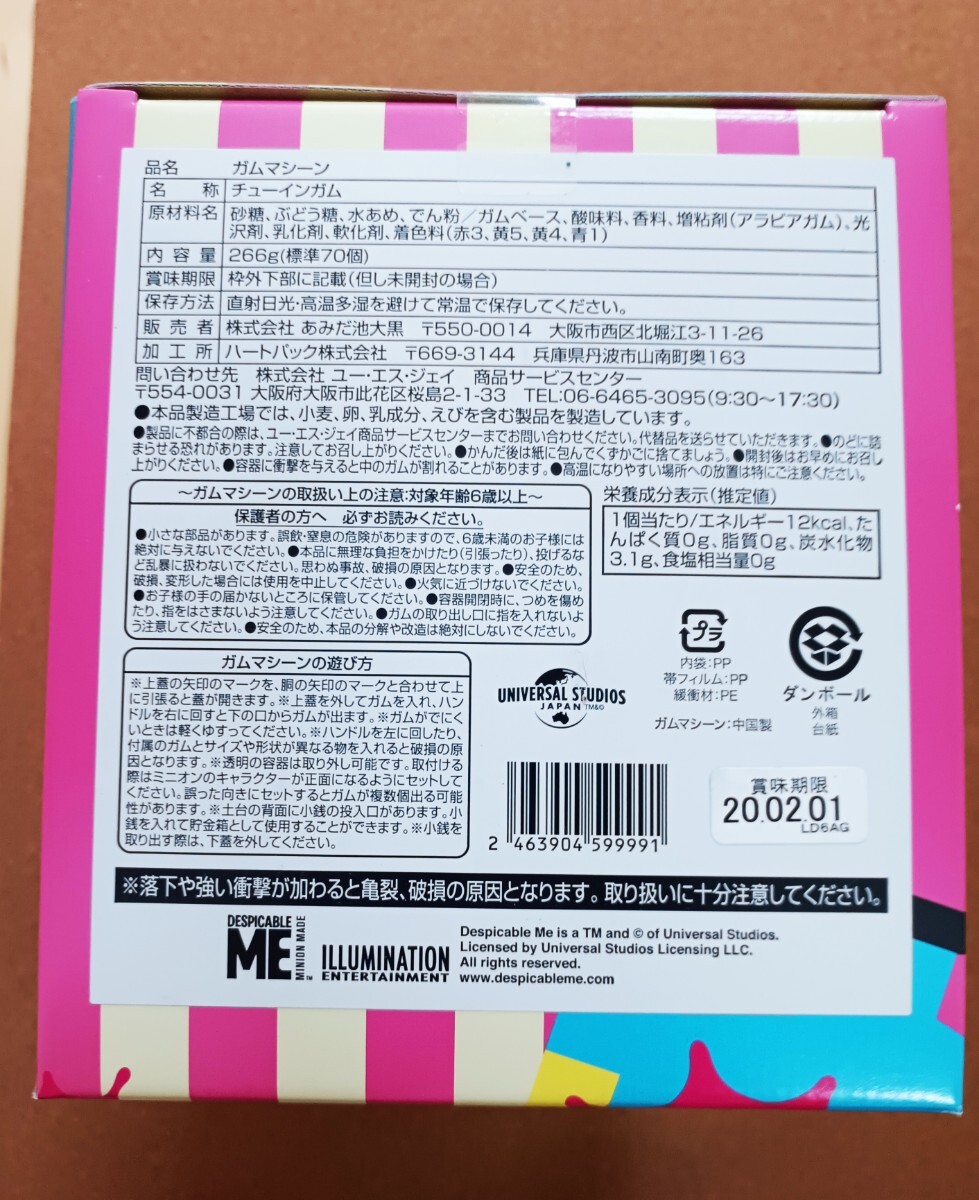 品名 ガムマシーン
名 称 チューインガム
原材料名 砂糖、ぶどう糖、水あめ、でん粉／ガムベース、酸味料、香料、増粘剤(アラビアガム)、光
沢剤、乳化剤、軟化剤、着色料(赤3、黄5、黄4、青1)
内 容 量 266g(標準70個)
賞味期限 枠外下部に記載(但し未開封の場合)
保存方法 直射日光・高温多湿を避けて常温で保存してください。
販 売 者 株式会社 あみだ池大黒 〒550-0014 大阪市西区北堀江3-11-26
加 工 所 ハートパック株式会社 〒669-3144 兵庫県丹波市山南町奥163
問い合わせ先 株式会社 ユー・エス・ジェイ 商品サービスセンター
〒554-0031 大阪府大阪市此花区桜島2-1-33 TEL:06-6465-3095(9:30〜17:30)
●本品製造工場では、小麦、卵、乳成分、えびを含む製品を製造しています。
●製品に不都合の際は、ユー・エス・ジェイ商品サービスセンターまでお問い合わせください。代替品を送らせていただきます。●のどに詰
まらせる恐れがあります。注意してお召し上がりください。●かんだ後は紙に包んでくずかごに捨てましょう。●開封後はお早めにお召し
上がりください。●容器に衝撃を与えると中のガムが割れることがあります。●高温になりやすい場所への放置は特にご注意ください。
〜ガムマシーンの取扱い上の注意:対象年齢6歳以上〜
保護者の方へ 必ずお読みください。
●小さな部品があります。誤飲・窒息の危険がありますので、6歳未満のお子様には
絶対に与えないでください。●本品に無理な負担をかけたり(引張ったり)、投げるな
ど乱暴に扱わないでください。思わぬ事故、破損の原因となります。●安全のため、
破損、変形した場合には使用を中止してください。●火気に近づけないでください。
●お子様の手の届かないところに保管してください。●容器開閉時に、つめを傷め
たり、指をはさまないよう注意してください。●ガムの取り出し口に指を入れないよ
う注意してください。●安全のため、本品の分解や改造は絶対にしないでください。
栄養成分表示(推定値)
1個当たり/エネルギー12kcal、た
んぱく質0g、脂質0g、炭水化物
3.1g、食塩相当量0g
ガムマシーンの遊び方
※上蓋の矢印のマークを、胴の矢印のマークと合わせて上
に引張ると蓋が開きます。※上蓋を外してガムを入れ、ハン
ドルを右に回すと下の口からガムが出ます。※ガムがでにく
いときは軽くゆすってください。※ハンドルを左に回したり、
付属のガムとサイズや形状が異なる物を入れると破損の原
因となります。※透明の容器は取り外し可能です。取付ける
際はミニオンのキャラクターが正面になるようにセットして
ください。誤った向きにセットするとガムが複数個出る可能
性があります。※土台の背面に小銭の投入口があります。小
銭を入れて貯金箱として使用することができます。※小銭を
取り出す際は、下蓋を外してください。
プラ
内袋:PP
帯フィルム:PP
緩衝材:PE
ガムマシーン:中国製
ダンボール
外箱
台紙
UNIVERSAL STUDIOS
JAPAN TM&©
2 463904 599991
賞味期限
20.02.01
LD6AG
※落下や強い衝撃が加わると亀裂、破損の原因となります。取り扱いに十分注意してください。
DESPICABLE
ME
MINION MADE
TM
ILLUMINATION
ENTERTAINMENT
Despicable Me is a TM and © of Universal Studios.
Licensed by Universal Studios Licensing LLC.
All rights reserved.
www.despicableme.com